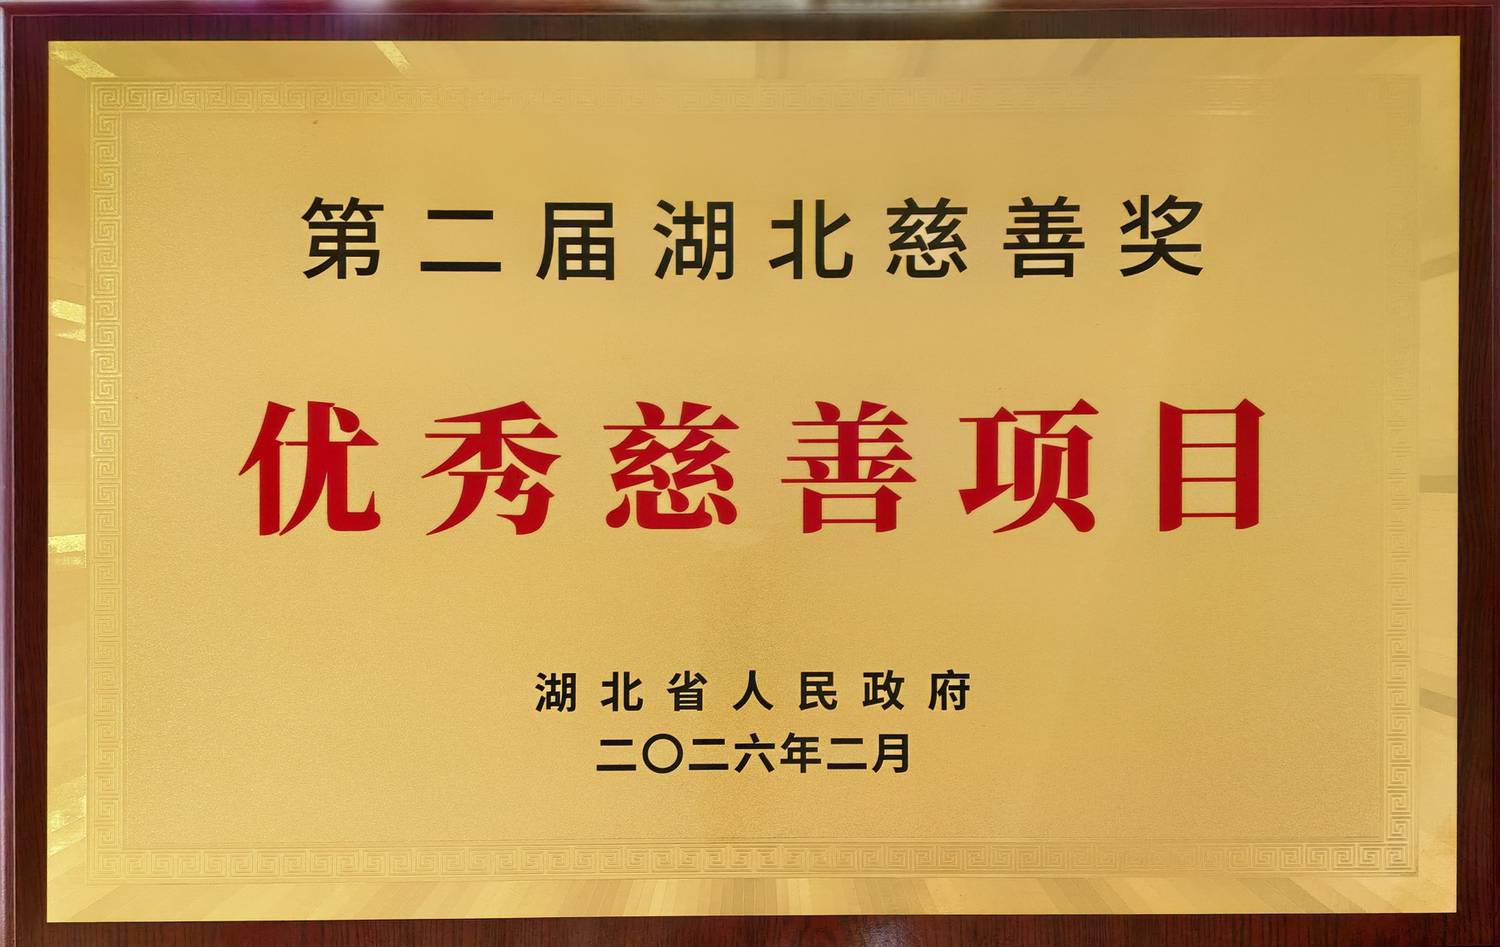 第二届湖北慈善奖
优秀慈善项目
湖北省人民政府
二〇二六年二月